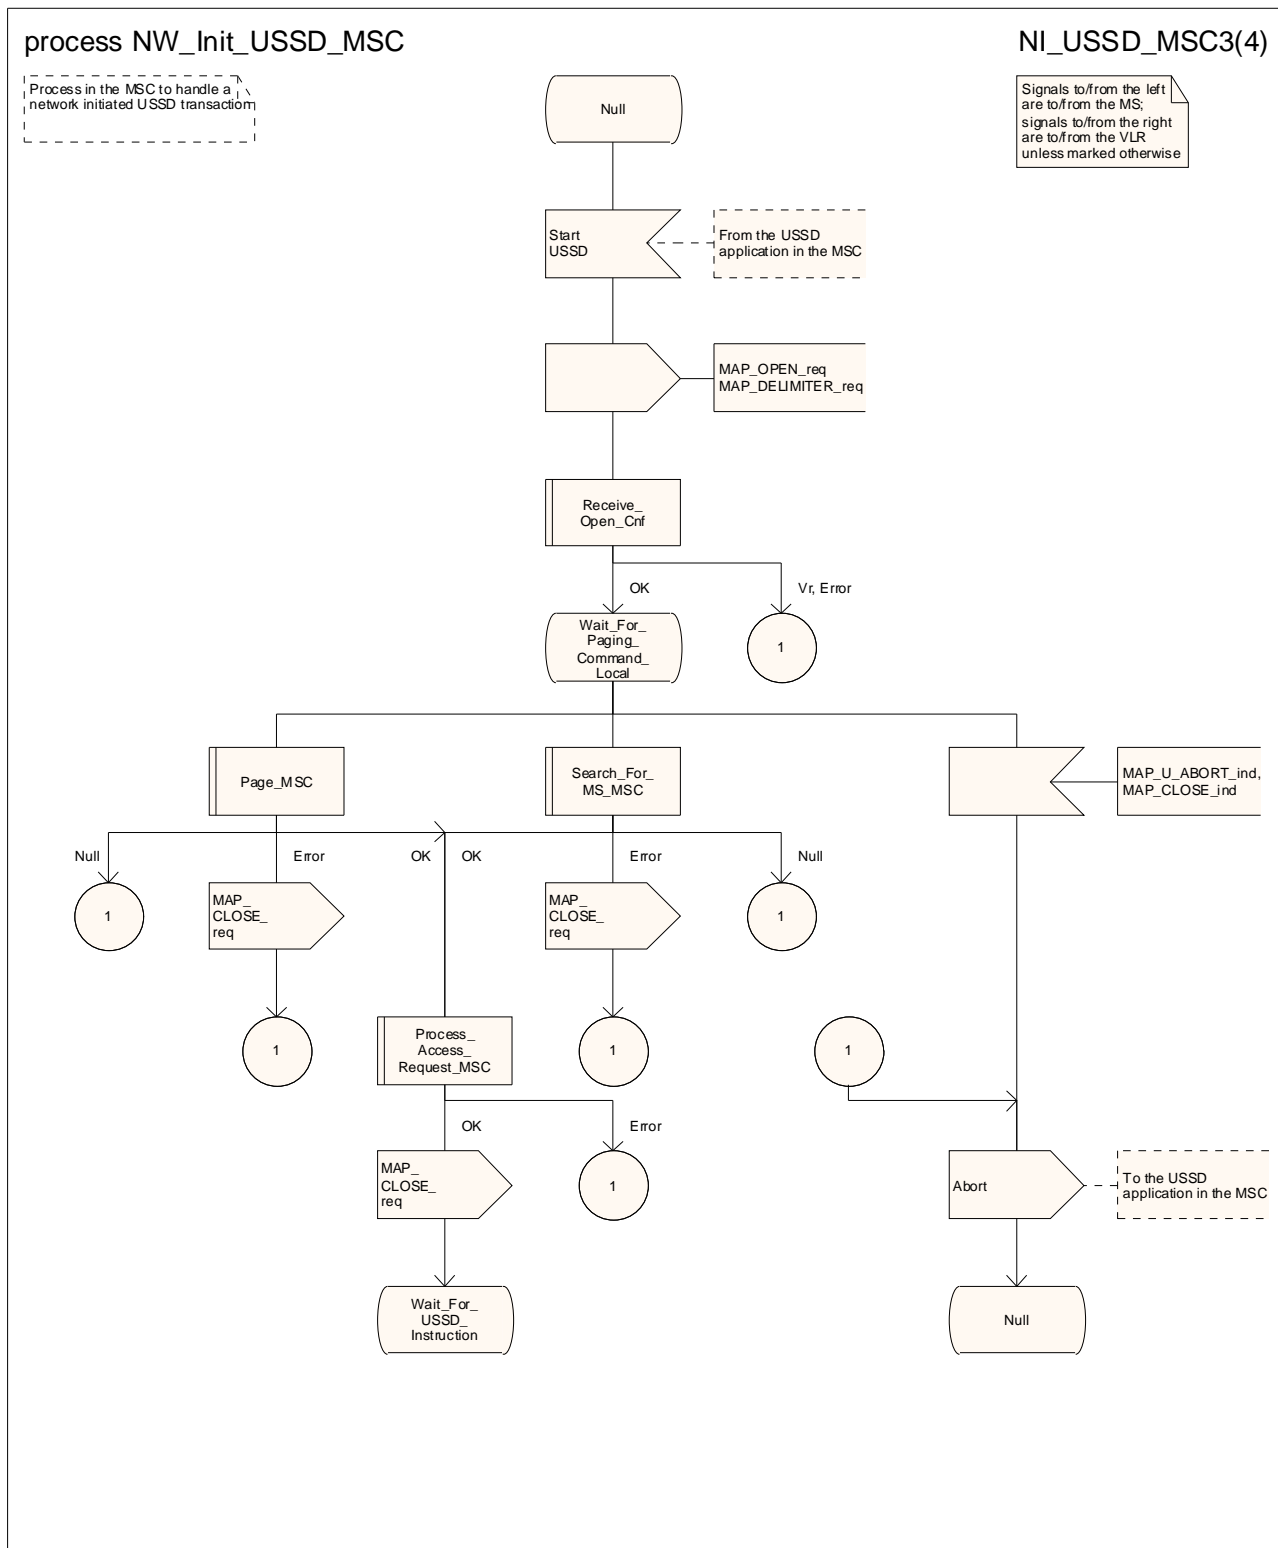 process NW_Init_USSD_MSC
NI_USSD_MSC3(4)
Process in the MSC to handle a
network initiated USSD transaction
Signals to/from the left
are to/from the MS;
signals to/from the right
are to/from the VLR
unless marked otherwise
Null
Start
USSD
From the USSD
application in the MSC
MAP_OPEN_req
MAP_DELIMITER_req
Receive_
Open_Cnf
OK
Vr, Error
Wait_For_
Paging_
Command_
Local
1
Page_MSC
Search_For_
MS_MSC
MAP_U_ABORT_ind,
MAP_CLOSE_ind
Null
Error
OK
OK
Error
Null
1
MAP_
CLOSE_
req
MAP_
CLOSE_
req
1
1
Process_
Access_
Request_MSC
1
1
OK
Error
MAP_
CLOSE_
req
1
Abort
To the USSD
application in the MSC
Wait_For_
USSD_
Instruction
Null